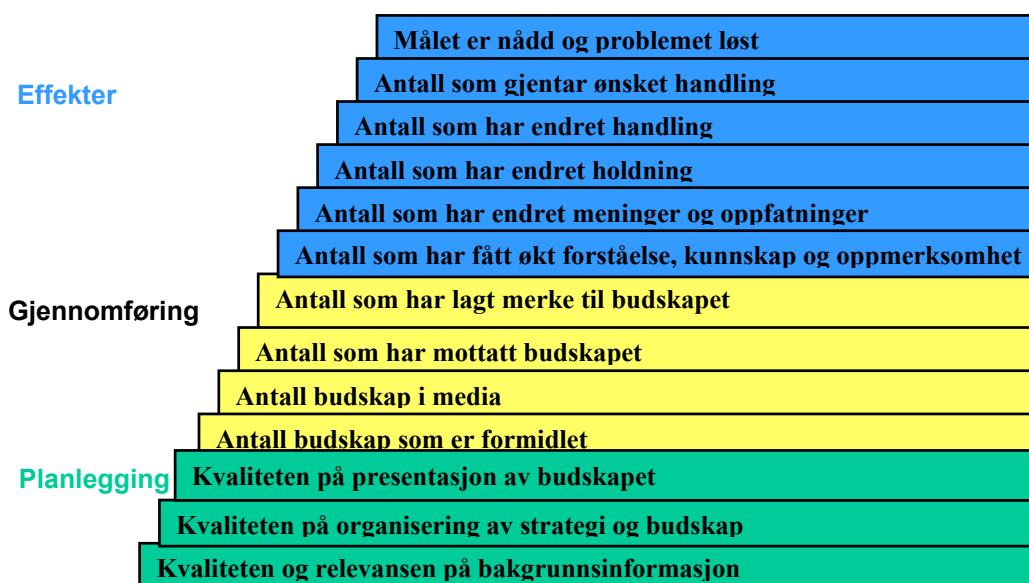 Målet er nådd og problemet løst
Effekter
Antall som gjentar ønsket handling
Antall som har endret handling
Antall som har endret holdning
Antall som har endret meninger og oppfatninger
Antall som har fått økt forståelse, kunnskap og oppmerksomhet
Gjennomføring
Antall som har lagt merke til budskapet
Antall som har mottatt budskapet
Antall budskap i media
Antall budskap som er formidlet
Planlegging
Kvaliteten på presentasjon av budskapet
Kvaliteten på organisering av strategi og budskap
Kvaliteten og relevansen på bakgrunnsinformasjon